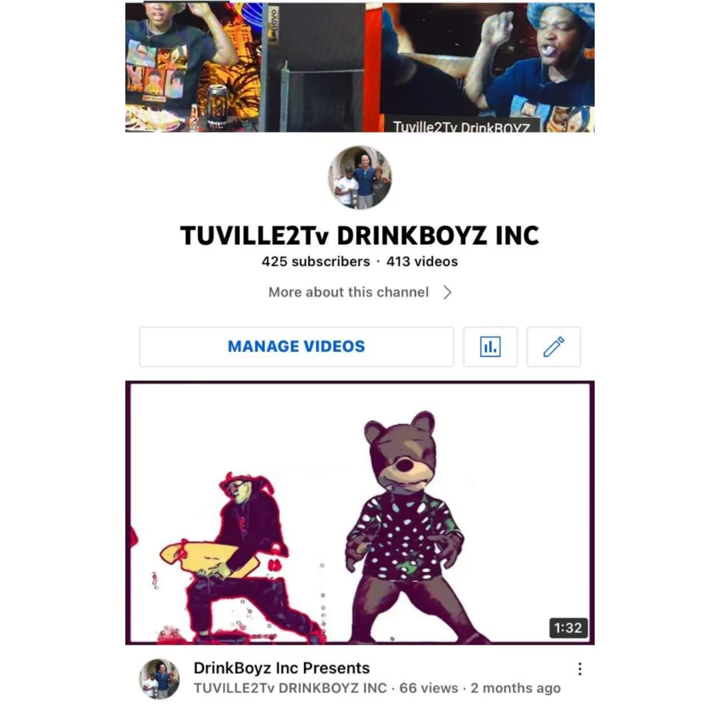 Tuville2Tv DrinkBOYZ
TUVILLE2Tv DRINKBOYZ INC
425 subscribers · 413 videos
More about this channel
MANAGE VIDEOS
1:32
DrinkBoyz Inc Presents
TUVILLE2Tv DRINKBOYZ INC · 66 views · 2 months ago